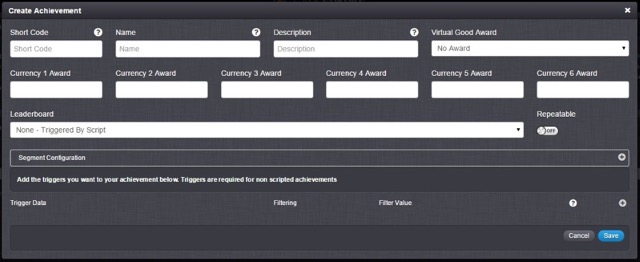 Create Achievement
Short Code Name Description Virtual Good Award
Short Code Name Description No Award
Currency 1 Award Currency 2 Award Currency 3 Award Currency 4 Award Currency 5 Award Currency 6 Award
Leaderboard Repeatable
None - Triggered By Script OFF
Segment Configuration
Add the triggers you want to your achievement below. Triggers are required for non scripted achievements
Trigger Data Filtering Filter Value
Cancel Save